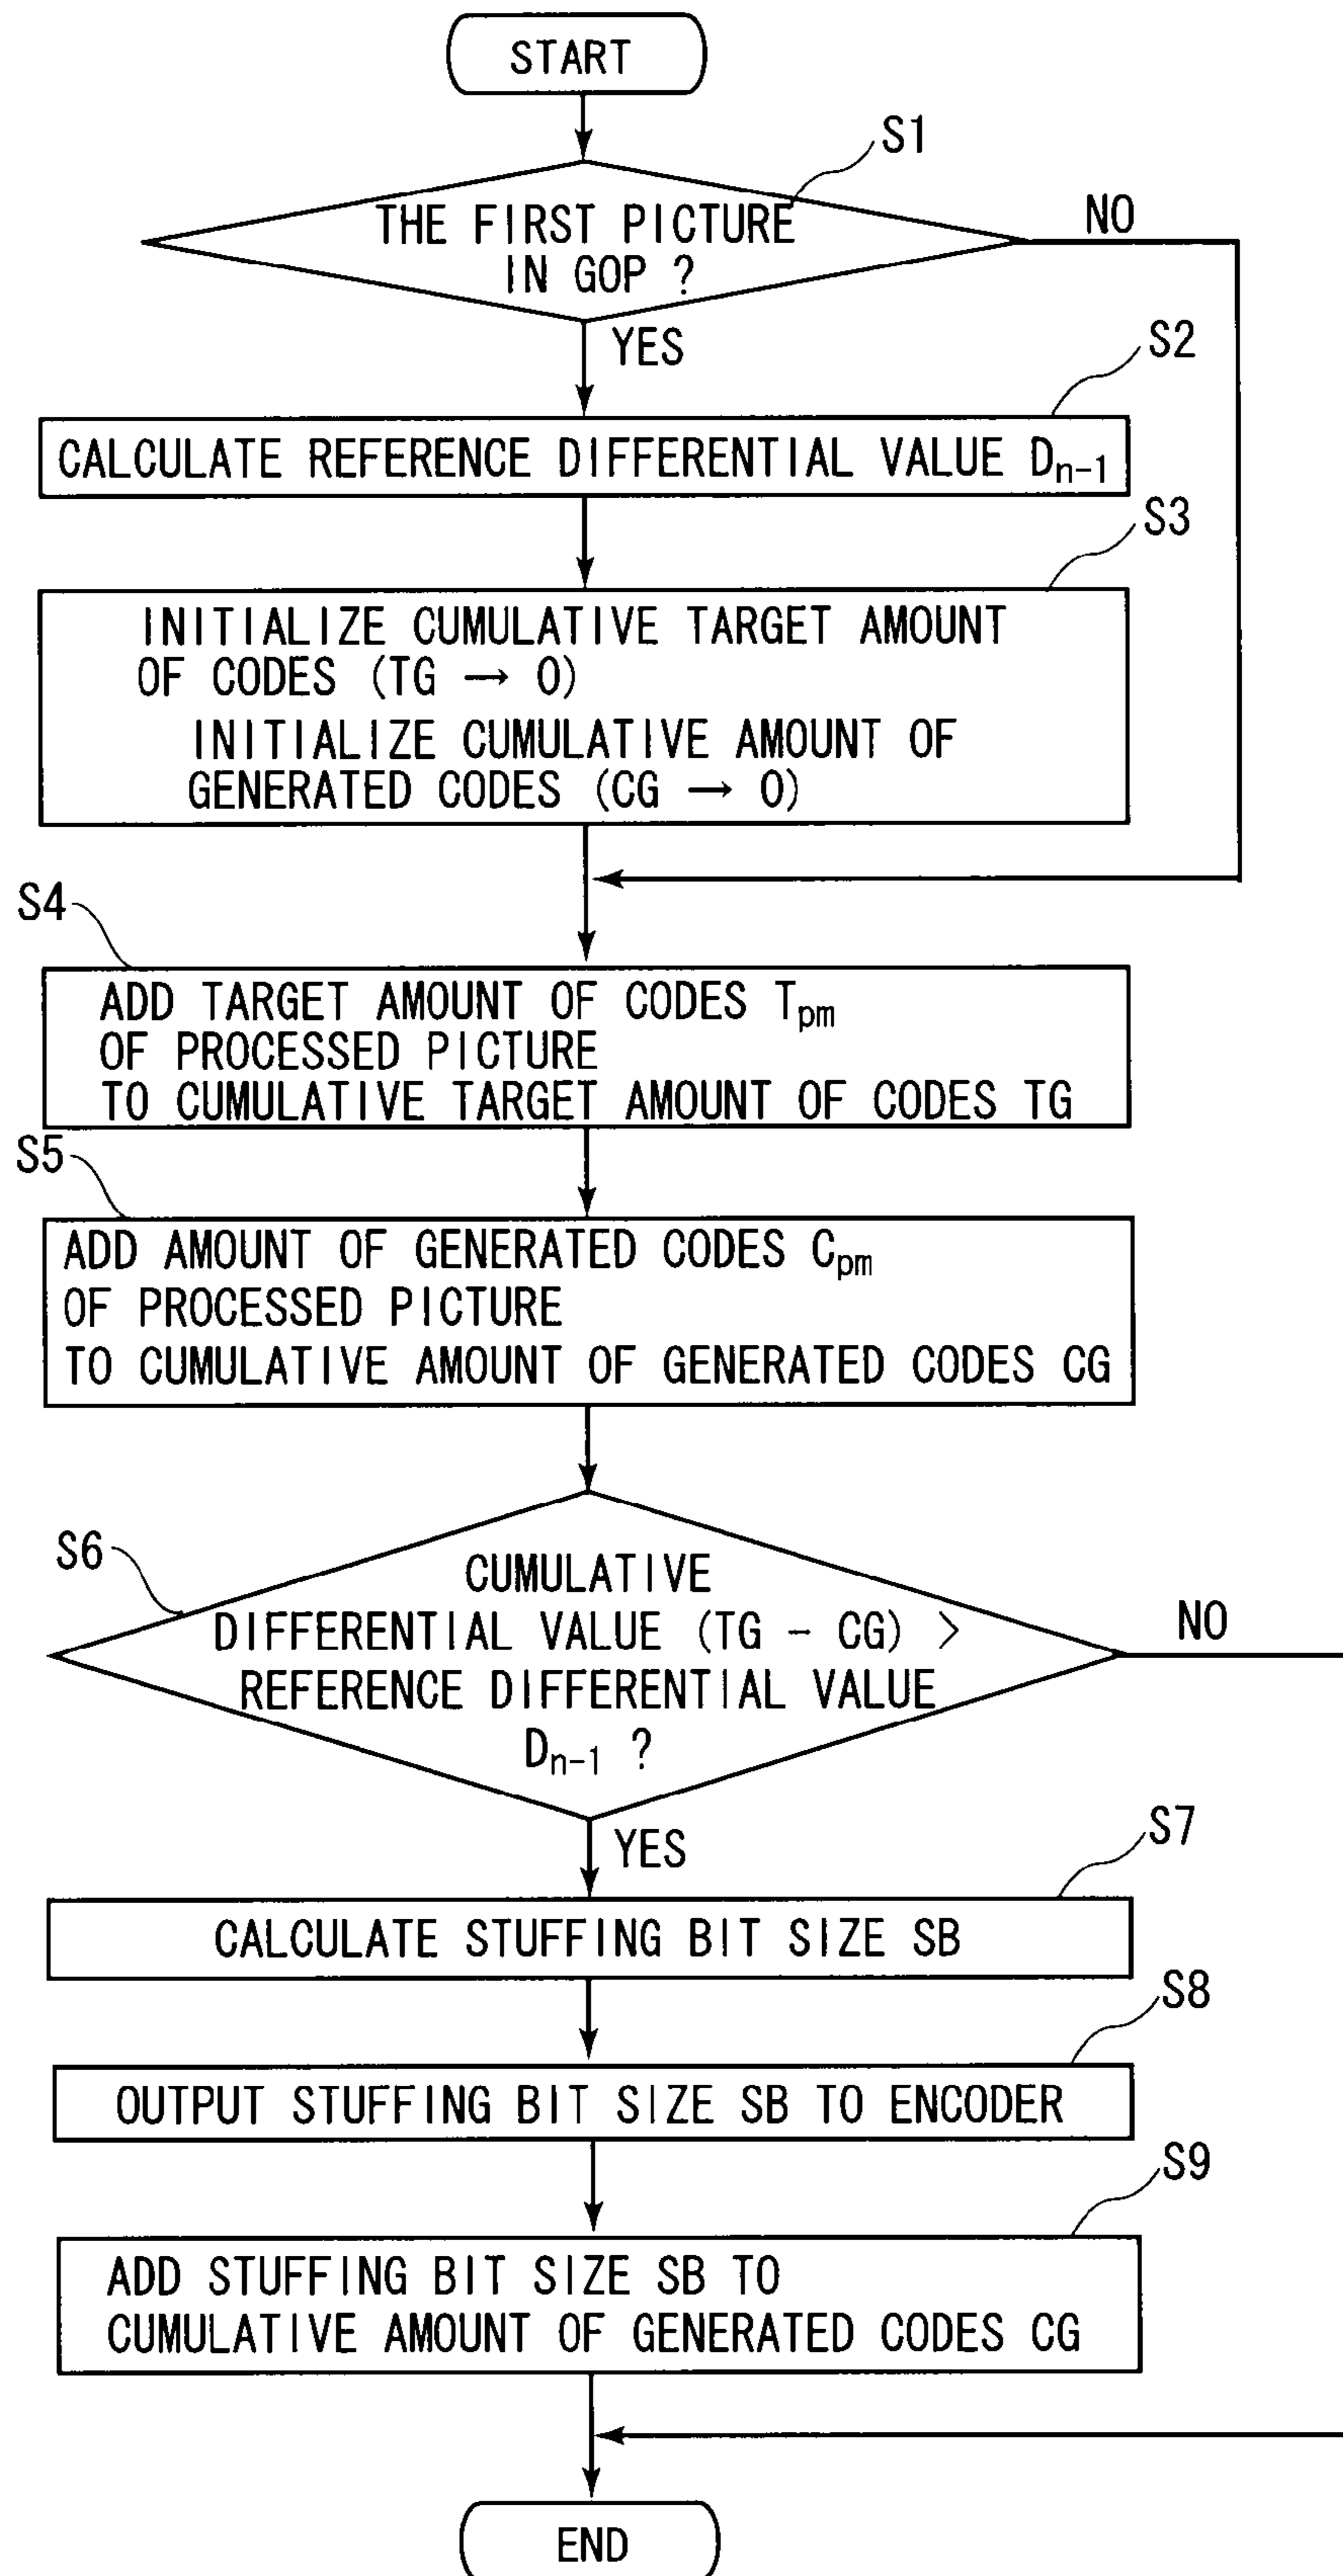 START
S1
THE FIRST PICTURE
IN GOP ?
NO
YES
S2
CALCULATE REFERENCE DIFFERENTIAL VALUE Dn-1
S3
INITIALIZE CUMULATIVE TARGET AMOUNT
OF CODES (TG → 0)
INITIALIZE CUMULATIVE AMOUNT OF
GENERATED CODES (CG → 0)
S4
ADD TARGET AMOUNT OF CODES Tpm
OF PROCESSED PICTURE
TO CUMULATIVE TARGET AMOUNT OF CODES TG
S5
ADD AMOUNT OF GENERATED CODES Cpm
OF PROCESSED PICTURE
TO CUMULATIVE AMOUNT OF GENERATED CODES CG
S6
CUMULATIVE
DIFFERENTIAL VALUE (TG - CG) >
REFERENCE DIFFERENTIAL VALUE
Dn-1 ?
NO
YES
S7
CALCULATE STUFFING BIT SIZE SB
S8
OUTPUT STUFFING BIT SIZE SB TO ENCODER
S9
ADD STUFFING BIT SIZE SB TO
CUMULATIVE AMOUNT OF GENERATED CODES CG
END